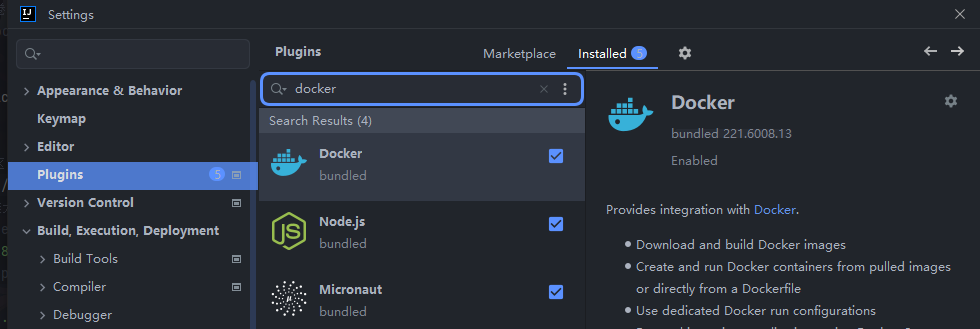 IJ
Settings
Appearance & Behavior
Keymap
Editor
Plugins
5
Version Control
Build, Execution, Deployment
Build Tools
Compiler
Debugger
Plugins
Marketplace
Installed 5
docker
Search Results (4)
Docker
bundled
JS
Node.js
bundled
Micronaut
bundled
Docker
bundled 221.6008.13
Enabled
Provides integration with Docker.
Download and build Docker images
Create and run Docker containers from pulled images
or directly from a Dockerfile
Use dedicated Docker run configurations